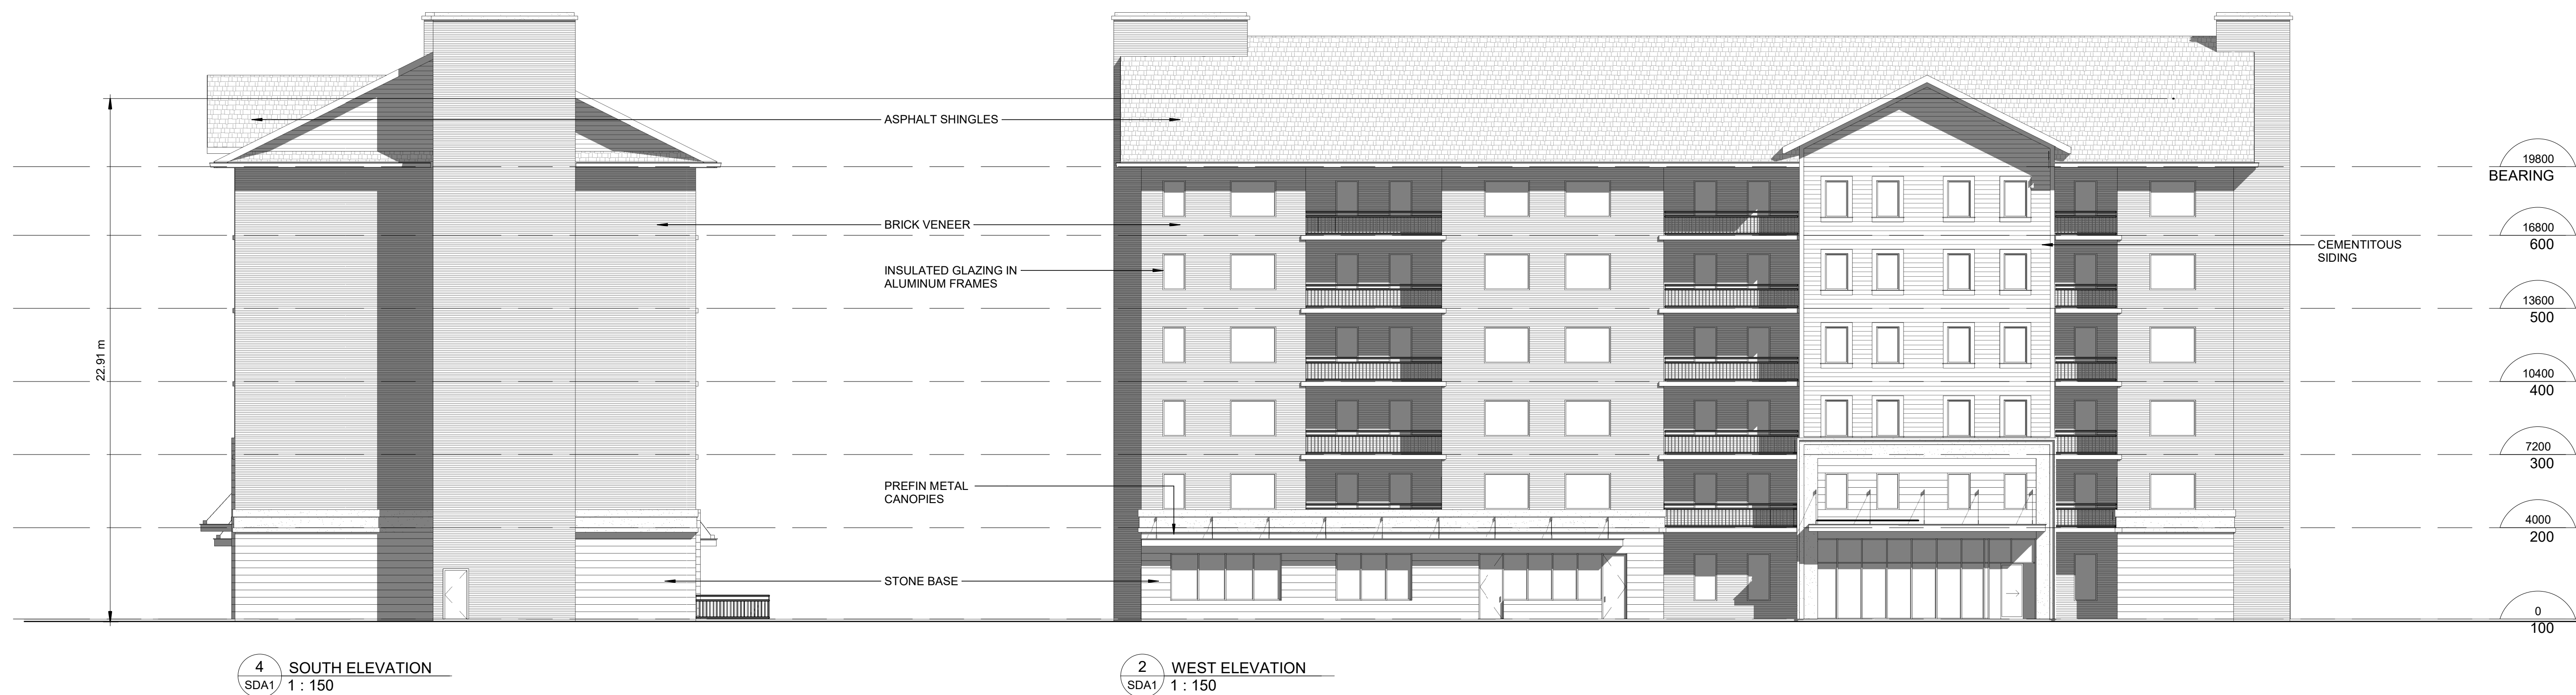 ASPHALT SHINGLES
BRICK VENEER
INSULATED GLAZING IN
ALUMINUM FRAMES
PREFIN METAL
CANOPIES
STONE BASE
22.91 m
CEMENTITOUS
SIDING
19800
BEARING
16800
600
13600
500
10400
400
7200
300
4000
200
0
100
4
SDA1
SOUTH ELEVATION
1 : 150
2
SDA1
WEST ELEVATION
1 : 150